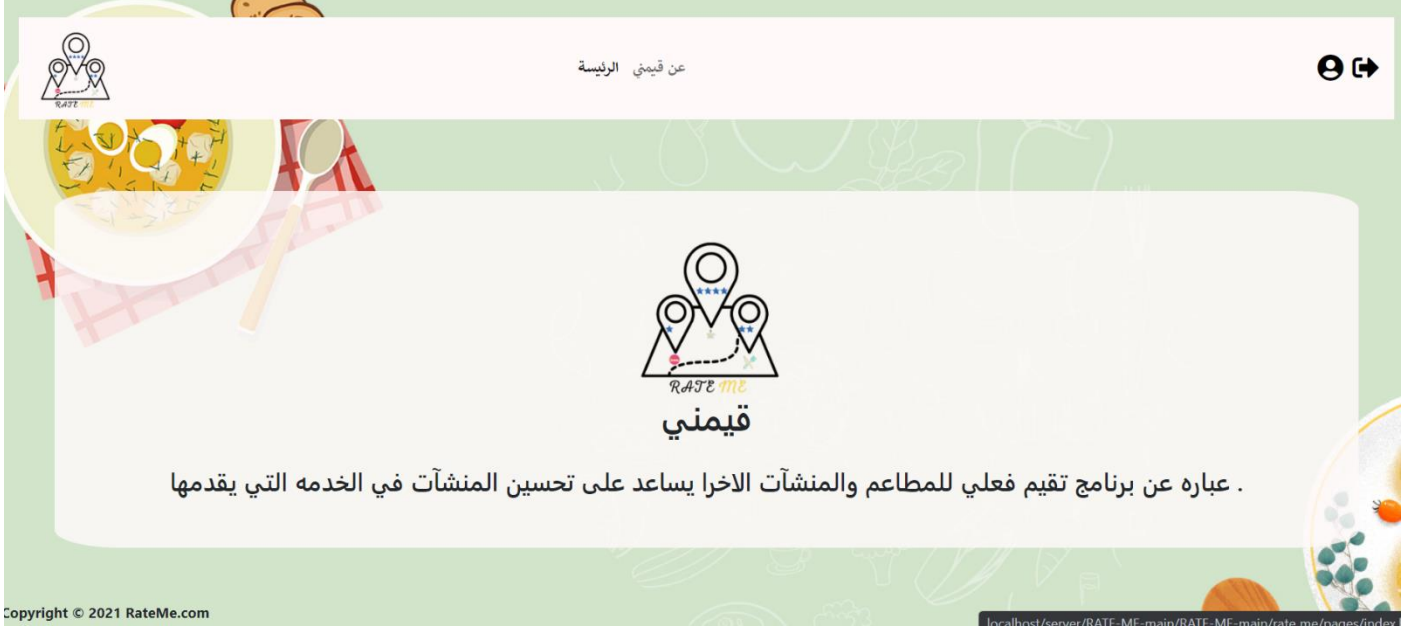 RATE ME
عن قيمني الرئيسة
RATE ME
قيمني
عباره عن برنامج تقيم فعلي للمطاعم والمنشآت الاخرا يساعد على تحسين المنشآت في الخدمه التي يقدمها .
Copyright © 2021 RateMe.com
localhost/server/RATE-ME-main/RATE-ME-main/rate me/pages/index